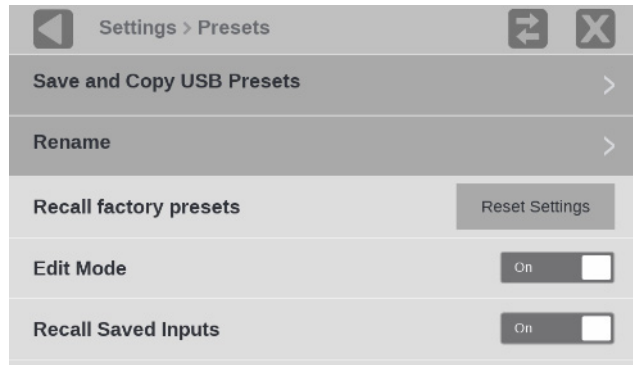 Settings > Presets
Save and Copy USB Presets
Rename
Recall factory presets Reset Settings
Edit Mode On
Recall Saved Inputs On